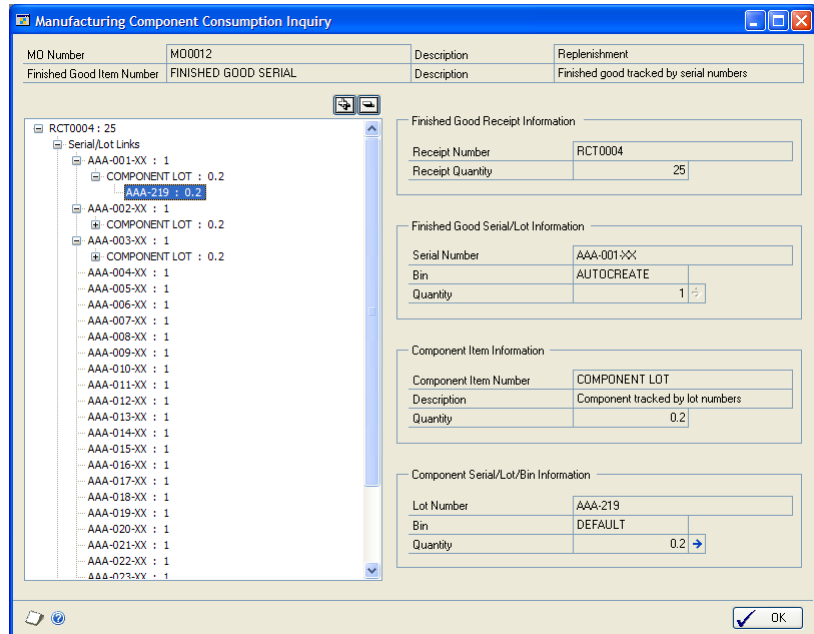 Manufacturing Component Consumption Inquiry
MO Number MO0012 Description Replenishment
Finished Good Item Number FINISHED GOOD SERIAL Description Finished good tracked by serial numbers
RCT0004 : 25
Serial/Lot Links
AAA-001-XX : 1
COMPONENT LOT : 0.2
AAA-219 : 0.2
AAA-002-XX : 1
COMPONENT LOT : 0.2
AAA-003-XX : 1
COMPONENT LOT : 0.2
AAA-004-XX : 1
AAA-005-XX : 1
AAA-006-XX : 1
AAA-007-XX : 1
AAA-008-XX : 1
AAA-009-XX : 1
AAA-010-XX : 1
AAA-011-XX : 1
AAA-012-XX : 1
AAA-013-XX : 1
AAA-014-XX : 1
AAA-015-XX : 1
AAA-016-XX : 1
AAA-017-XX : 1
AAA-018-XX : 1
AAA-019-XX : 1
AAA-020-XX : 1
AAA-021-XX : 1
AAA-022-XX : 1
AAA-023-XX : 1
Finished Good Receipt Information
Receipt Number RCT0004
Receipt Quantity 25
Finished Good Serial/Lot Information
Serial Number AAA-001-XX
Bin AUTOCREATE
Quantity 1
Component Item Information
Component Item Number COMPONENT LOT
Description Component tracked by lot numbers
Quantity 0.2
Component Serial/Lot/Bin Information
Lot Number AAA-219
Bin DEFAULT
Quantity 0.2
OK